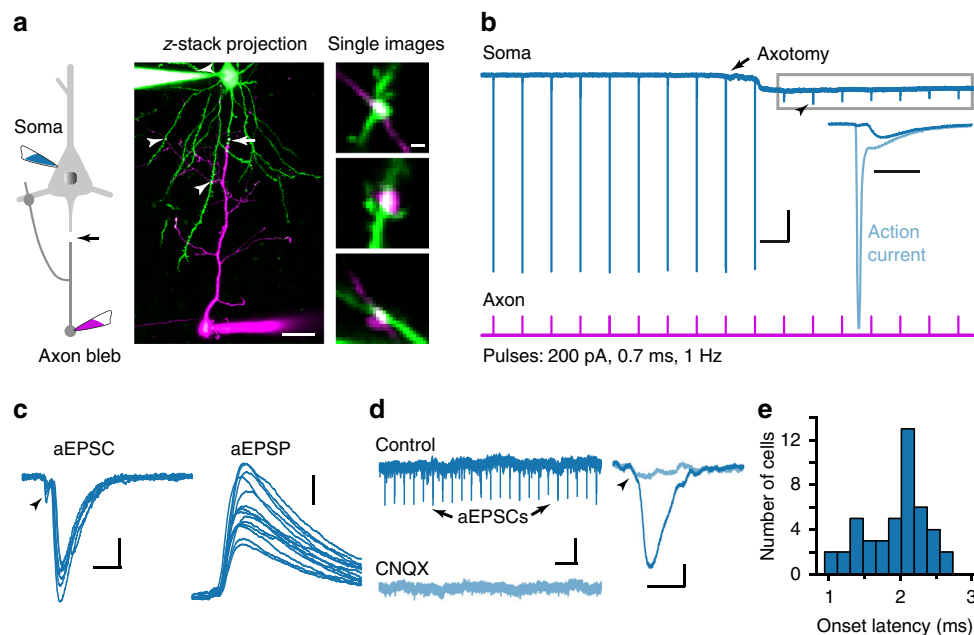 a
z-stack projection
Single images
Soma
Axon bleb
b
Soma
Axotomy
Action
current
Axon
Pulses: 200 pA, 0.7 ms, 1 Hz
c
aEPSC
aEPSP
d
Control
aEPSCs
CNQX
e
Number of cells
12
8
4
0
1
2
3
Onset latency (ms)